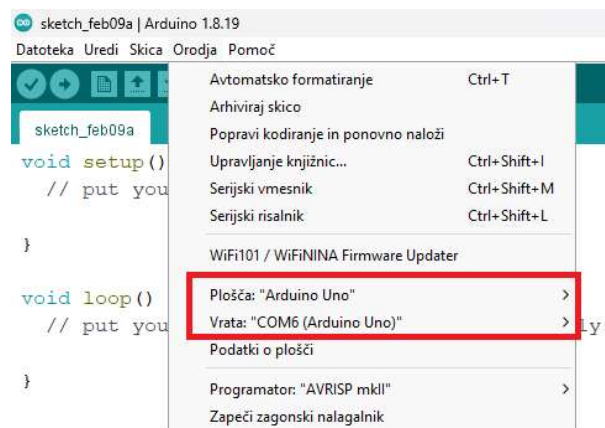 sketch_feb09a | Arduino 1.8.19
Datoteka Uredi Skica Orodja Pomoč
sketch_feb09a
void setup()
// put you
}
void loop()
// put you
ly
}
Avtomatsko formatiranje Ctrl+T
Arhiviraj skico
Popravi kodiranje in ponovno naloži
Upravljanje knjižnic... Ctrl+Shift+I
Serijski vmesnik Ctrl+Shift+M
Serijski risalnik Ctrl+Shift+L
WiFi101 / WiFiNINA Firmware Updater
Plošča: "Arduino Uno"
Vrata: "COM6 (Arduino Uno)"
Podatki o plošči
Programator: "AVRISP mkII"
Zapeči zagonski nalagalnik